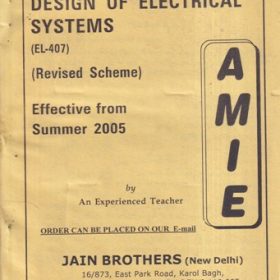 DESIGN OF ELECTRICAL
SYSTEMS
(EL-407)
(Revised Scheme)
Effective from
Summer 2005
AMIE
by
An Experienced Teacher
ORDER CAN BE PLACED ON OUR E-mail
JAIN BROTHERS (New Delhi)
16/873, East Park Road, Karol Bagh,